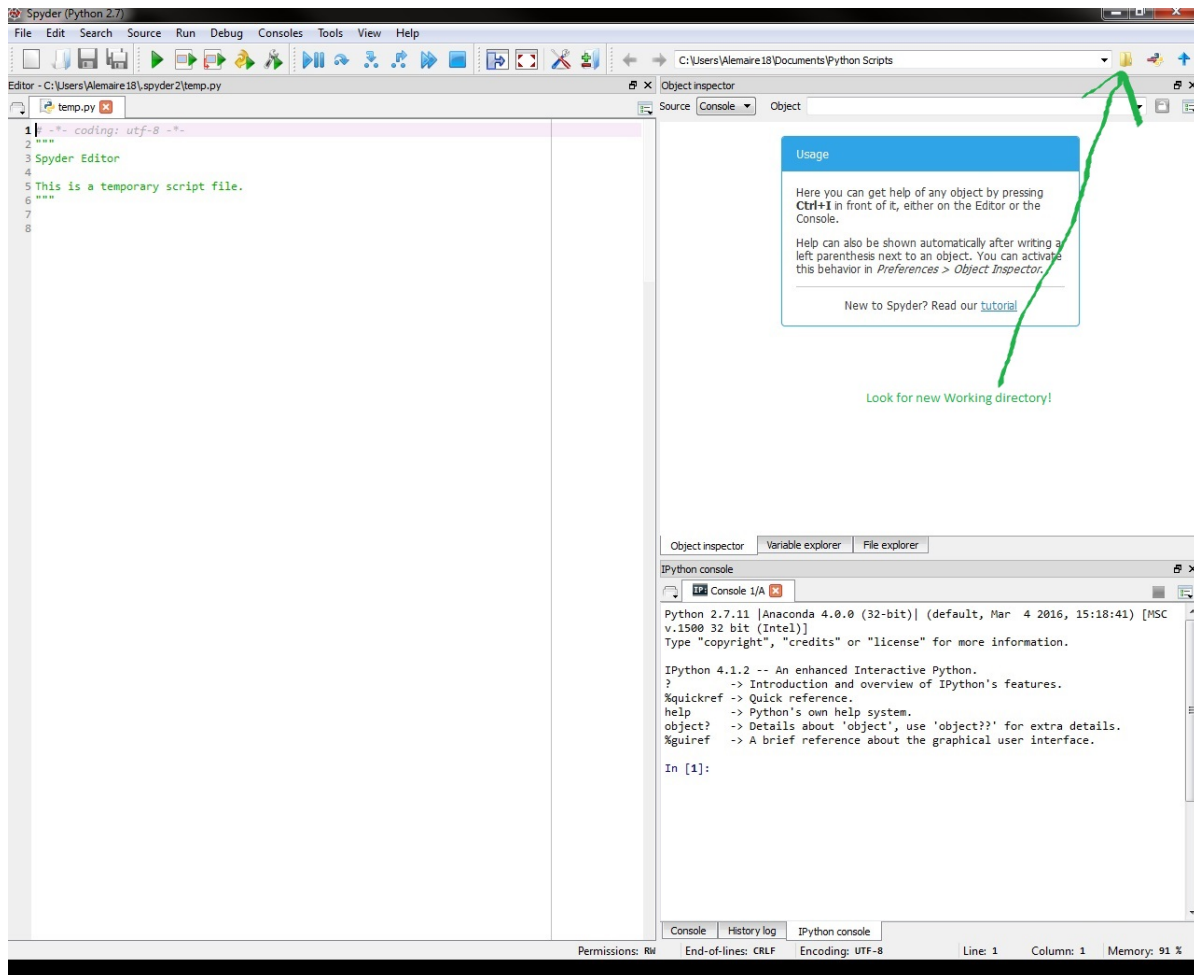 Spyder (Python 2.7)
File Edit Search Source Run Debug Consoles Tools View Help
C:\Users\Alemaire18\Documents\Python Scripts
Editor - C:\Users\Alemaire18\.spyder2\temp.py
temp.py
1 # -*- coding: utf-8 -*-
2 """
3 Spyder Editor
4
5 This is a temporary script file.
6 """
7
8
Object inspector
Source Console Object
Usage
Here you can get help of any object by pressing
Ctrl+I in front of it, either on the Editor or the
Console.
Help can also be shown automatically after writing a
left parenthesis next to an object. You can activate
this behavior in Preferences > Object Inspector.
New to Spyder? Read our tutorial
Look for new Working directory!
Object inspector Variable explorer File explorer
IPython console
IP: Console 1/A
Python 2.7.11 |Anaconda 4.0.0 (32-bit)| (default, Mar  4 2016, 15:18:41) [MSC
v.1500 32 bit (Intel)]
Type "copyright", "credits" or "license" for more information.
IPython 4.1.2 -- An enhanced Interactive Python.
?         -> Introduction and overview of IPython's features.
%quickref -> Quick reference.
help      -> Python's own help system.
object?   -> Details about 'object', use 'object??' for extra details.
%guiref   -> A brief reference about the graphical user interface.
In [1]:
Console History log IPython console
Permissions: RW End-of-lines: CRLF Encoding: UTF-8 Line: 1 Column: 1 Memory: 91 %